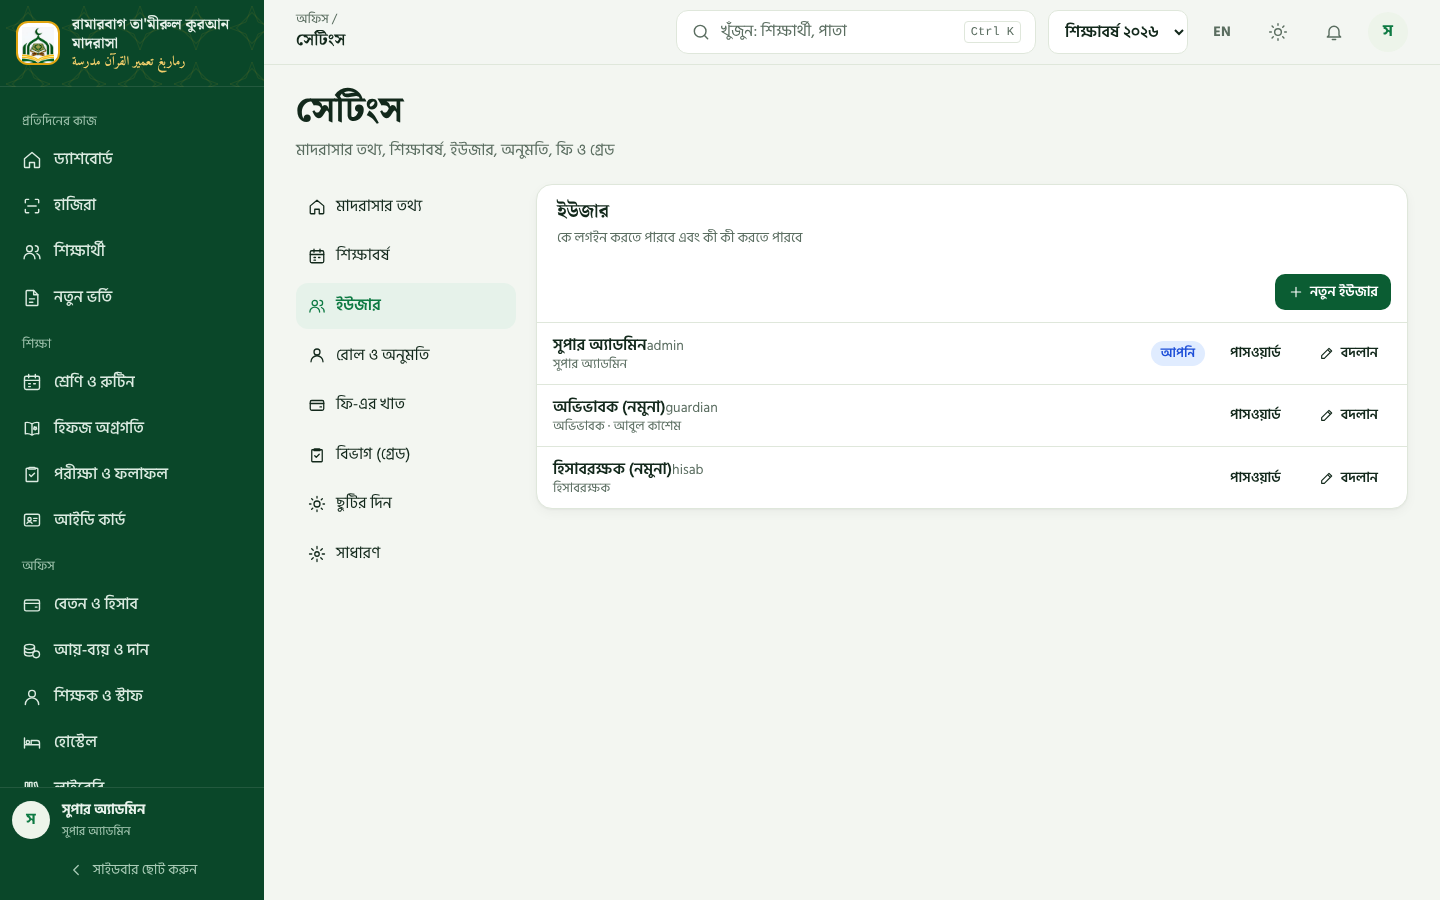 রামারবাগ তা'মীরুল কুরআন
মাদরাসা
رمارباغ تعمير القرآن مدرسة
প্রতিদিনের কাজ
ড্যাশবোর্ড
হাজিরা
শিক্ষার্থী
নতুন ভর্তি
শিক্ষা
শ্রেণি ও রুটিন
হিফজ অগ্রগতি
পরীক্ষা ও ফলাফল
আইডি কার্ড
অফিস
বেতন ও হিসাব
আয়-ব্যয় ও দান
শিক্ষক ও স্টাফ
হোস্টেল
লাইব্রেরি
সুপার অ্যাডমিন
স
সুপার অ্যাডমিন
সাইডবার ছোট করুন
অফিস /
সেটিংস
খুঁজুন: শিক্ষার্থী, পাতা
Ctrl K
শিক্ষাবর্ষ ২০২৬
EN
স
সেটিংস
মাদরাসার তথ্য, শিক্ষাবর্ষ, ইউজার, অনুমতি, ফি ও গ্রেড
মাদরাসার তথ্য
শিক্ষাবর্ষ
ইউজার
রোল ও অনুমতি
ফি-এর খাত
বিভাগ (গ্রেড)
ছুটির দিন
সাধারণ
ইউজার
কে লগইন করতে পারবে এবং কী কী করতে পারবে
নতুন ইউজার
সুপার অ্যাডমিনadmin
সুপার অ্যাডমিন
আপনি পাসওয়ার্ড বদলান
অভিভাবক (নমুনা)guardian
অভিভাবক · আবুল কাশেম
পাসওয়ার্ড বদলান
হিসাবরক্ষক (নমুনা)hisab
হিসাবরক্ষক
পাসওয়ার্ড বদলান